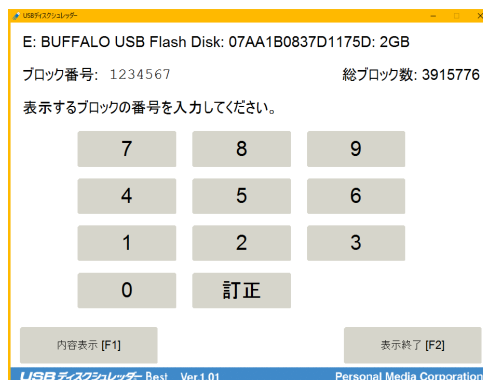 USBディスクシュレッダー
E: BUFFALO USB Flash Disk: 07AA1B0837D1175D: 2GB
ブロック番号: 1234567 総ブロック数: 3915776
表示するブロックの番号を入力してください。
7 8 9
4 5 6
1 2 3
0 訂正
内容表示 [F1] 表示終了 [F2]
USBディスクシュレッダー Best Ver 1.01 Personal Media Corporation